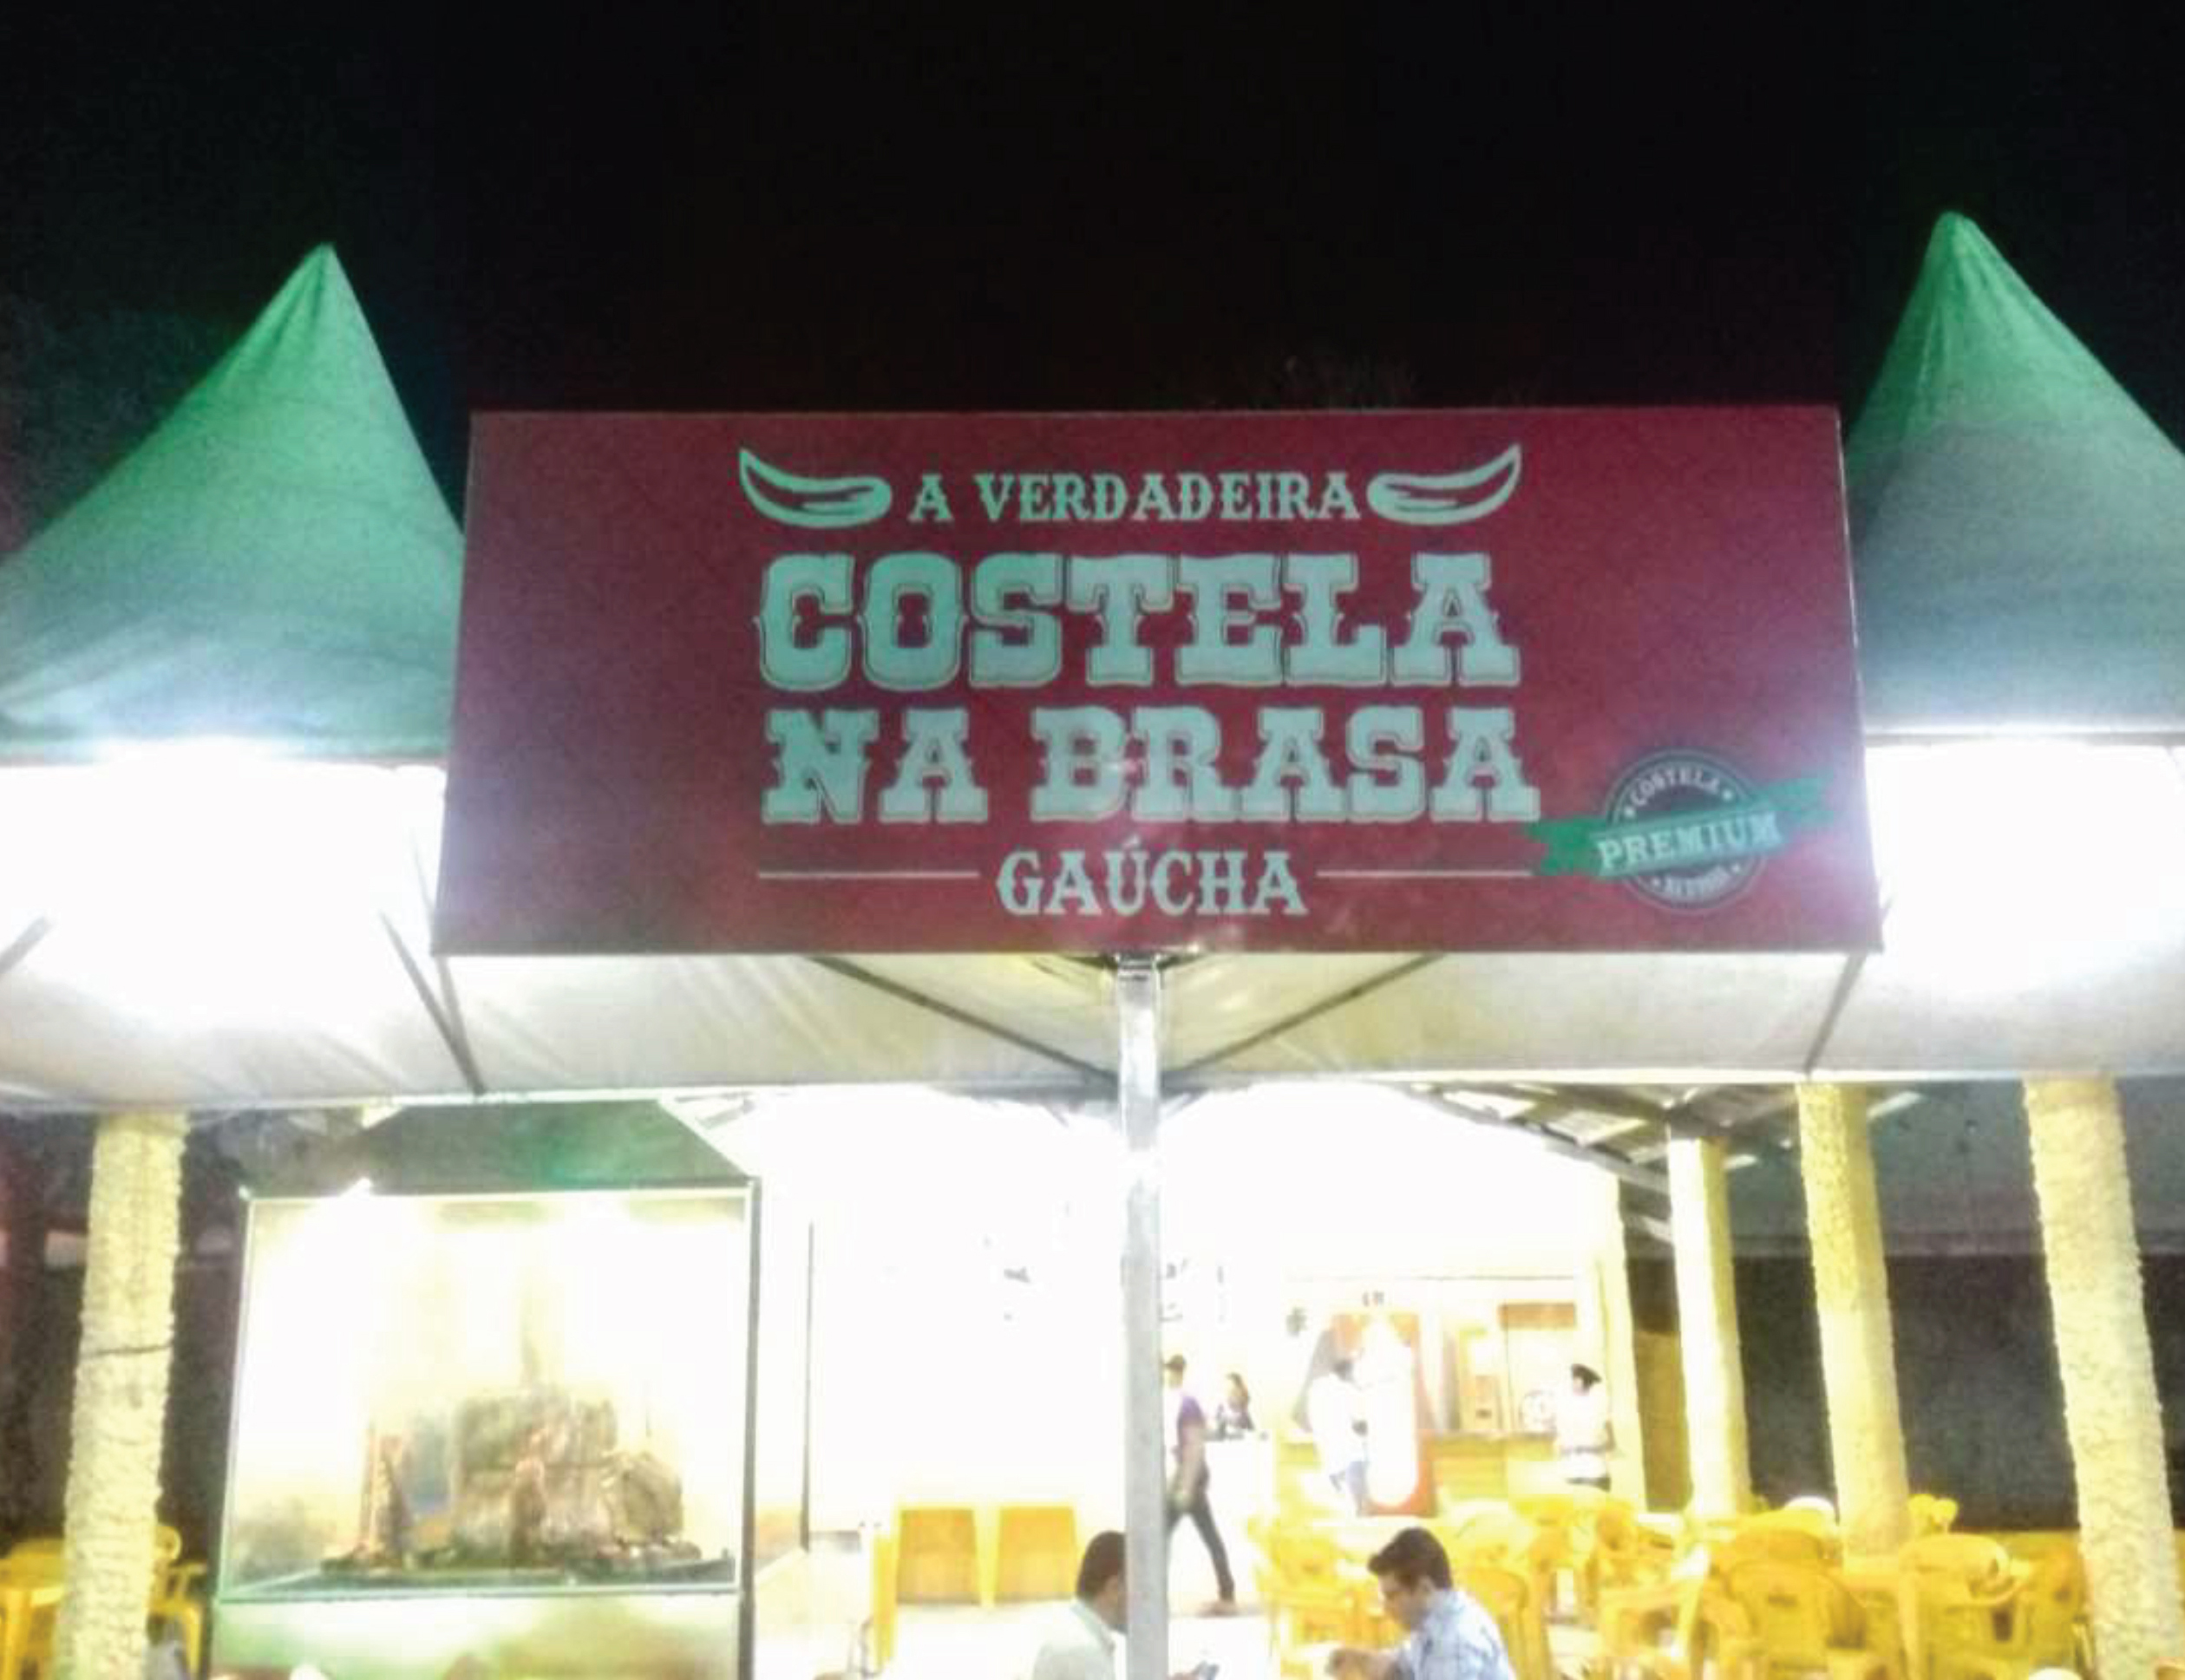 A VERDADEIRA
COSTELA
NA BRASA
GAÚCHA
COSTELA
PREMIUM